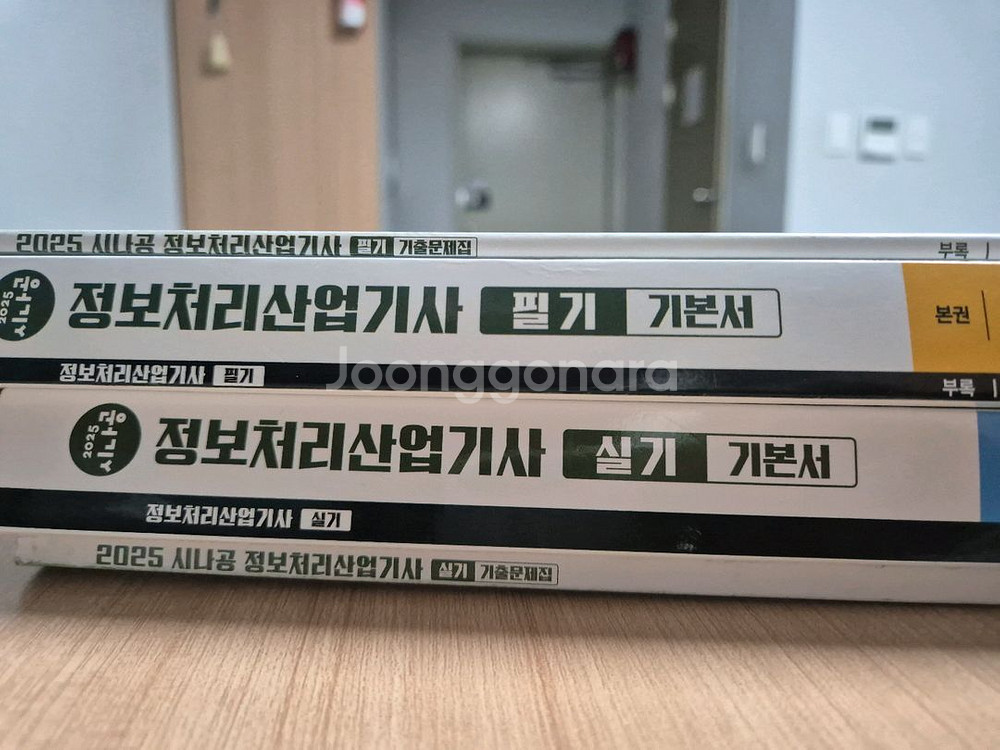 2025 시나공 정보처리산업기사 필기 기출문제집 부록
2025 시나공 정보처리산업기사 필기 기본서 본권
정보처리산업기사 필기 부록
Joonggonara
2025 시나공 정보처리산업기사 실기 기본서
정보처리산업기사 실기
2025 시나공 정보처리산업기사 실기 기출문제집